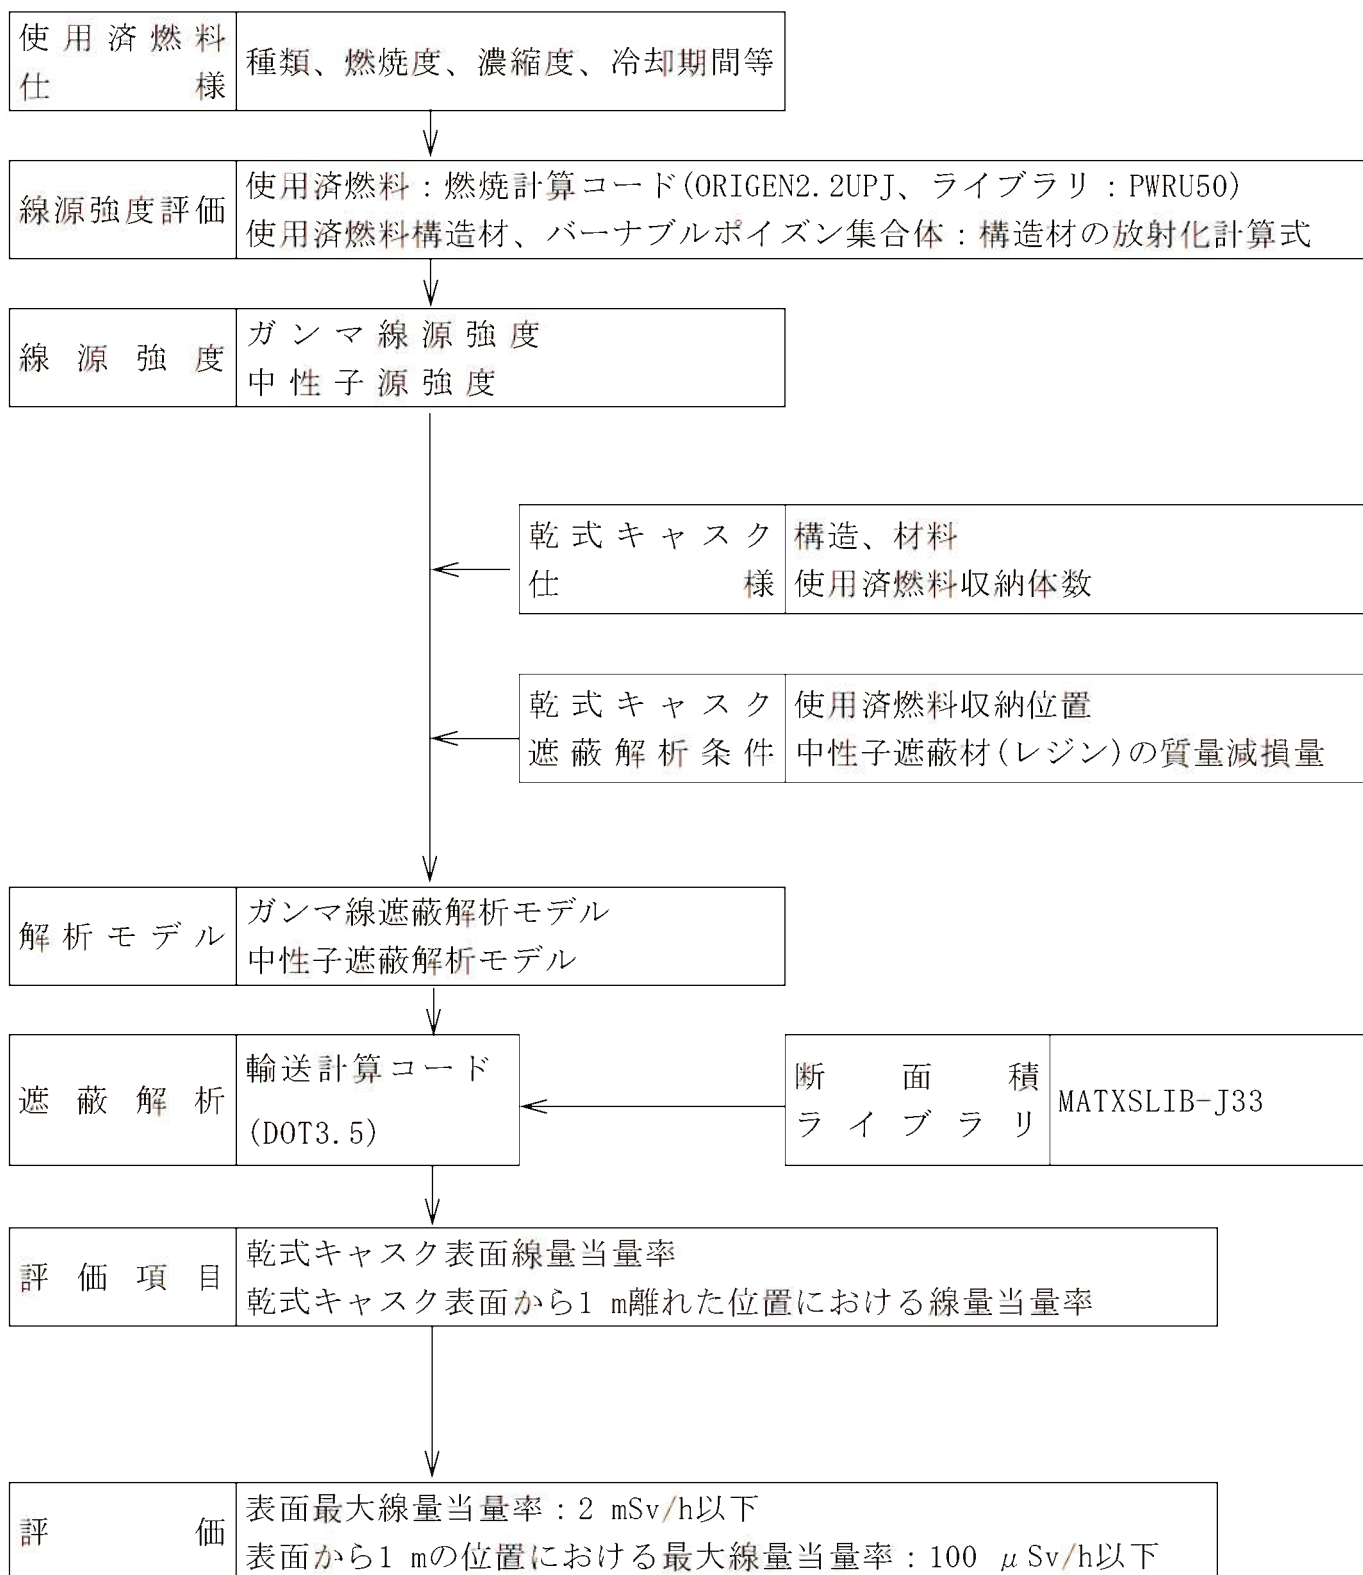 使用済燃料
仕様
種類、燃焼度、濃縮度、冷却期間等
線源強度評価
使用済燃料：燃焼計算コード(ORIGEN2.2UPJ、ライブラリ：PWRU50)
使用済燃料構造材、バーナブルポイズン集合体：構造材の放射化計算式
線源強度
ガンマ線源強度
中性子源強度
乾式キャスク
仕様
構造、材料
使用済燃料収納体数
乾式キャスク
遮蔽解析条件
使用済燃料収納位置
中性子遮蔽材(レジン)の質量減損量
解析モデル
ガンマ線遮蔽解析モデル
中性子遮蔽解析モデル
遮蔽解析
輸送計算コード
(DOT3.5)
断面積
ライブラリ
MATXSLIB-J33
評価項目
乾式キャスク表面線量当量率
乾式キャスク表面から1 m離れた位置における線量当量率
評価
表面最大線量当量率：2 mSv/h以下
表面から1 mの位置における最大線量当量率：100 μSv/h以下